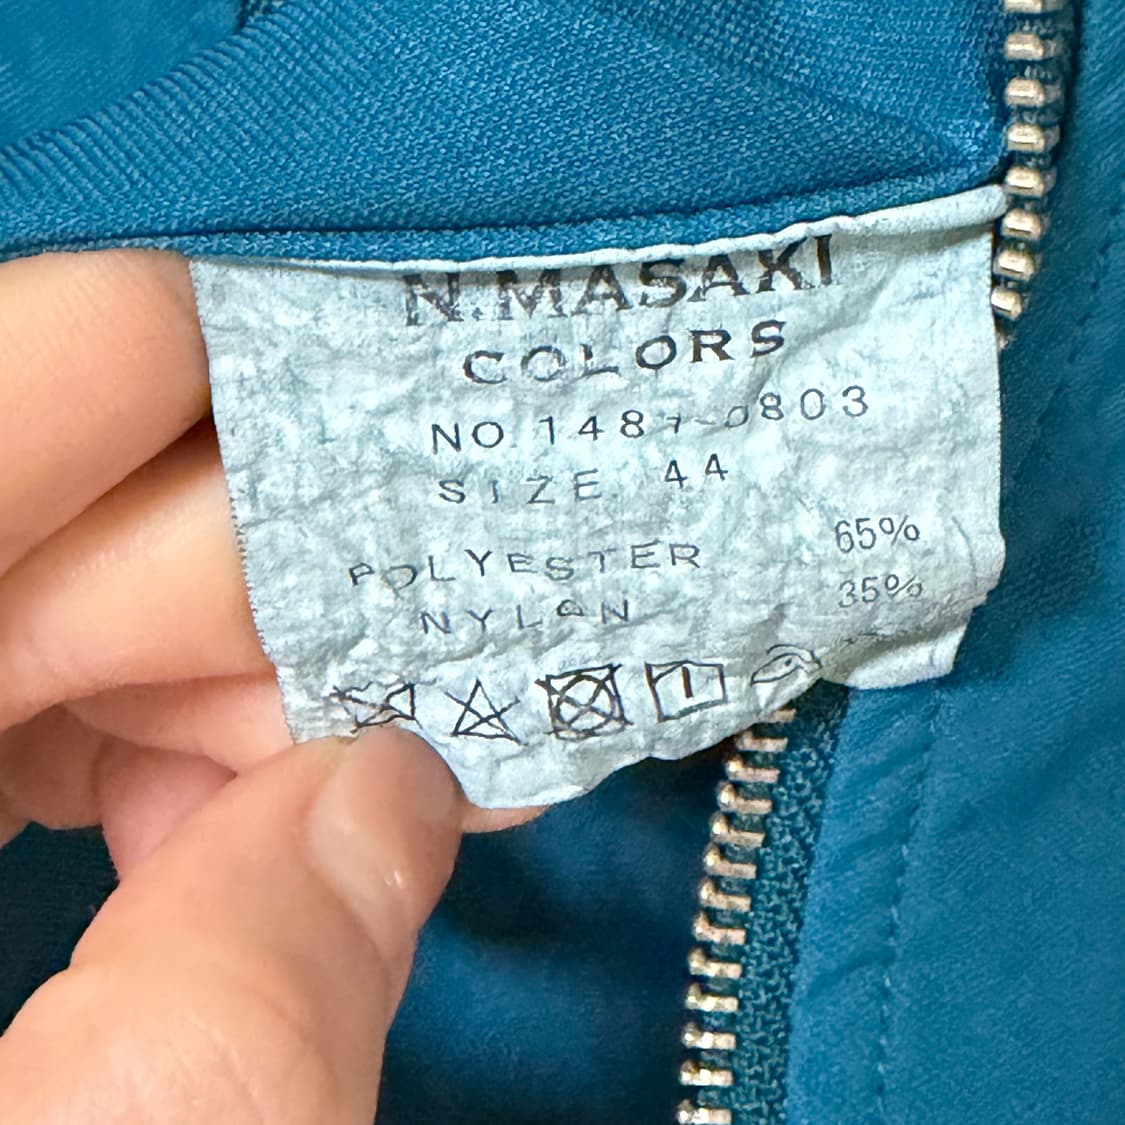 N.MASAKI
COLORS
NO.1487-0803
SIZE 44
POLYESTER 65%
NYLON 35%